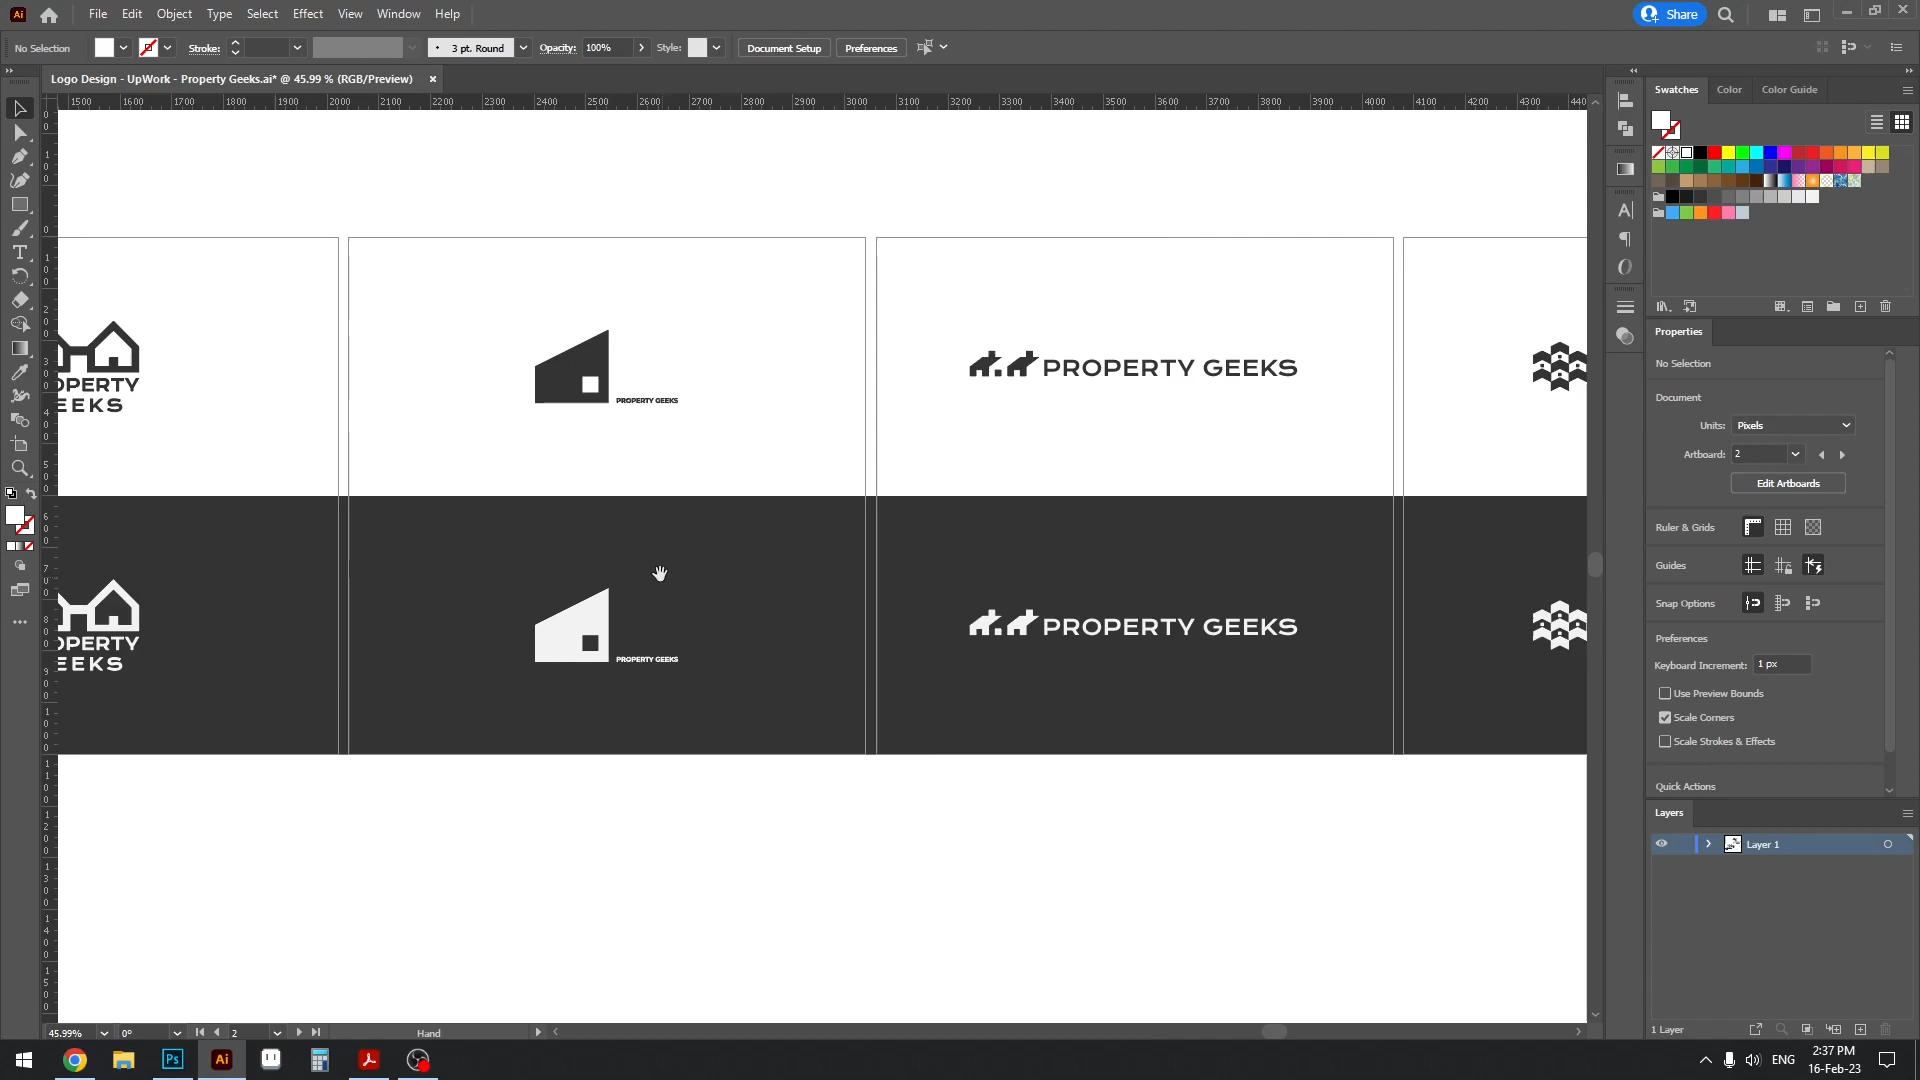 Ai File Edit Object Type Select Effect View Window Help Share
No Selection Stroke: 3 pt. Round Opacity: 100% Style: Document Setup Preferences
Logo Design - UpWork - Property Geeks.ai* @ 45.99 % (RGB/Preview) ×
1500 1600 1700 1800 1900 2000 2100 2200 2300 2400 2500 2600 2700 2800 2900 3000 3100 3200 3300 3400 3500 3600 3700 3800 3900 4000 4100 4200 4300 440
OPERTY
EEKS
PROPERTY GEEKS
PROPERTY GEEKS
OPERTY
EEKS
PROPERTY GEEKS
PROPERTY GEEKS
Swatches Color Color Guide
Properties
No Selection
Document
Units: Pixels
Artboard: 2
Edit Artboards
Ruler & Grids
Guides
Snap Options
Preferences
Keyboard Increment: 1 px
Use Preview Bounds
Scale Corners
Scale Strokes & Effects
Quick Actions
Layers
Layer 1
1 Layer
45.99% 0° 2 Hand
Ps Ai ENG 2:37 PM
16-Feb-23